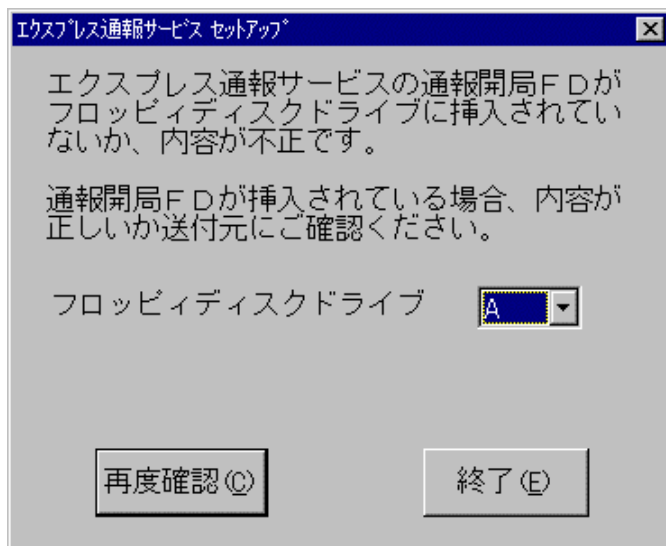 ｴｸｽﾌﾟﾚｽ通報ｻｰﾋﾞｽ ｾｯﾄｱｯﾌﾟ
エクスプレス通報サービスの通報開局ＦＤが
フロッピィディスクドライブに挿入されてい
ないか、内容が不正です。
通報開局ＦＤが挿入されている場合、内容が
正しいか送付元にご確認ください。
フロッピィディスクドライブ A
再度確認(C) 終了(E)